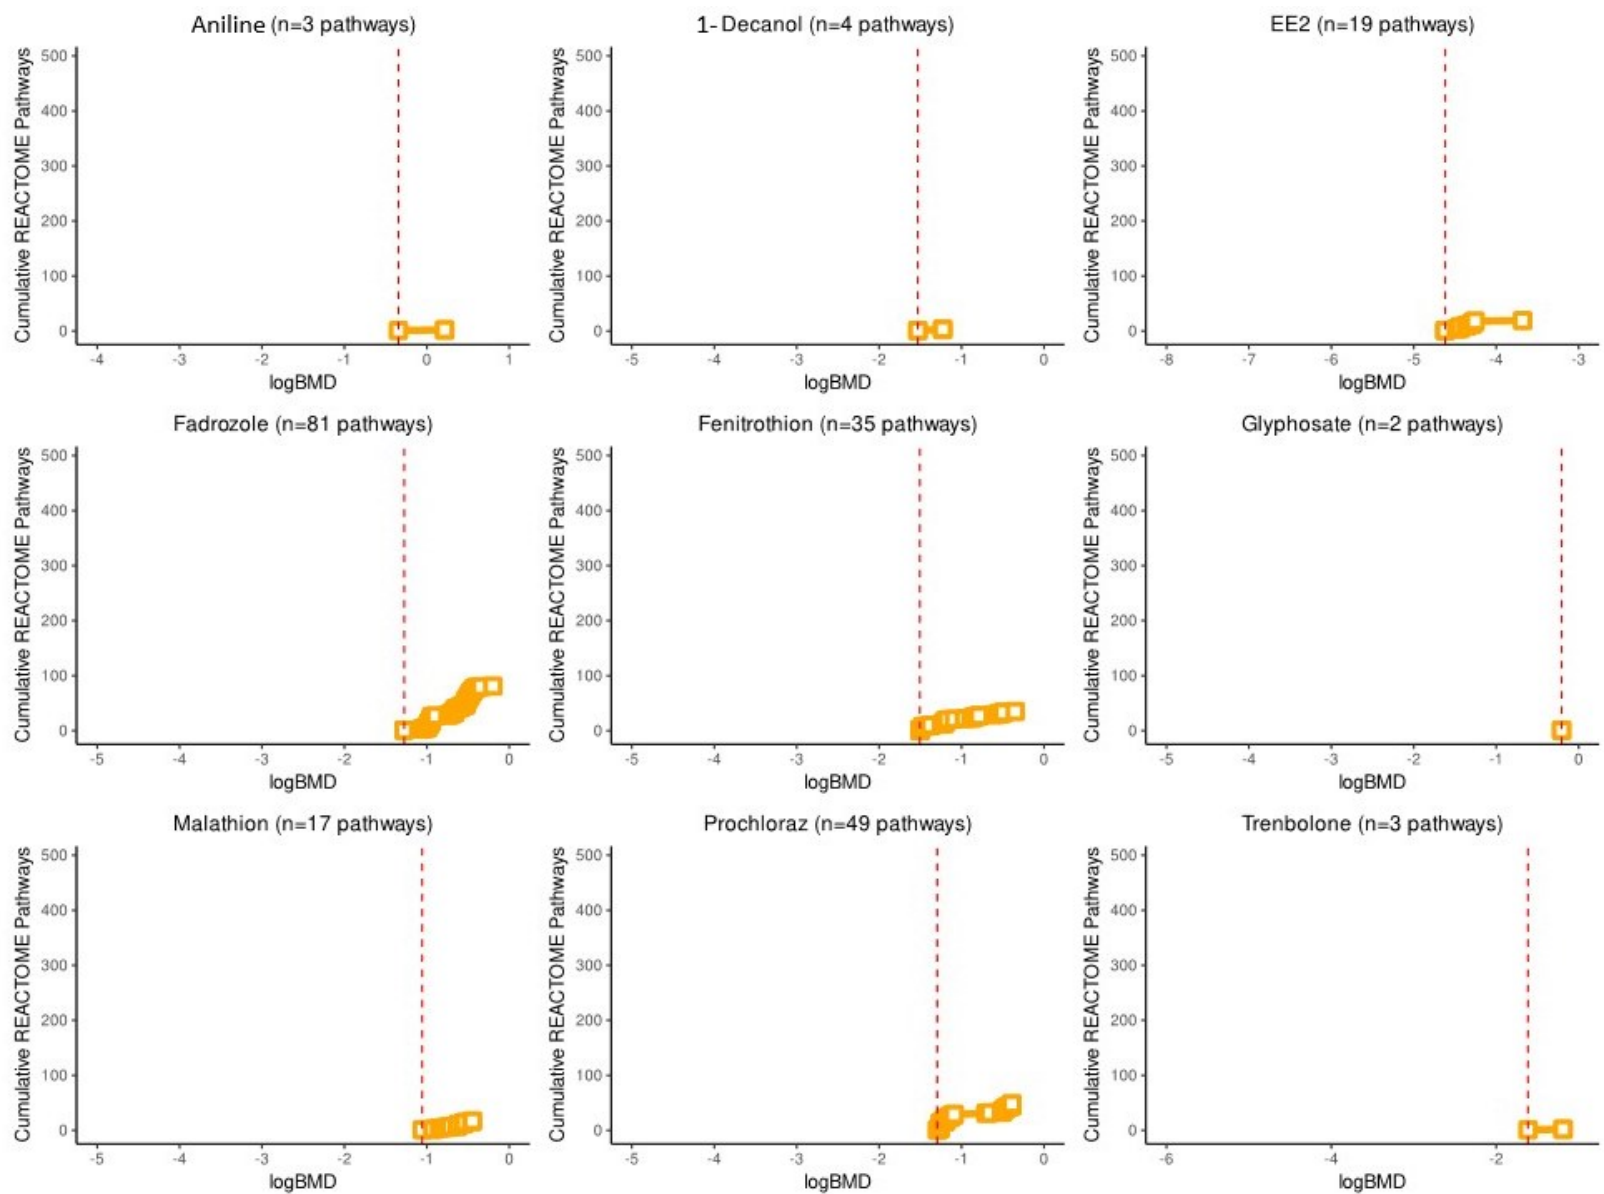 Aniline (n=3 pathways)
Cumulative REACTOME Pathways
500
400
300
200
100
0
-4 -3 -2 -1 0 1
logBMD
1- Decanol (n=4 pathways)
Cumulative REACTOME Pathways
500
400
300
200
100
0
-5 -4 -3 -2 -1 0
logBMD
EE2 (n=19 pathways)
Cumulative REACTOME Pathways
500
400
300
200
100
0
-8 -7 -6 -5 -4 -3
logBMD
Fadrozole (n=81 pathways)
Cumulative REACTOME Pathways
500
400
300
200
100
0
-5 -4 -3 -2 -1 0
logBMD
Fenitrothion (n=35 pathways)
Cumulative REACTOME Pathways
500
400
300
200
100
0
-5 -4 -3 -2 -1 0
logBMD
Glyphosate (n=2 pathways)
Cumulative REACTOME Pathways
500
400
300
200
100
0
-5 -4 -3 -2 -1 0
logBMD
Malathion (n=17 pathways)
Cumulative REACTOME Pathways
500
400
300
200
100
0
-5 -4 -3 -2 -1 0
logBMD
Prochloraz (n=49 pathways)
Cumulative REACTOME Pathways
500
400
300
200
100
0
-5 -4 -3 -2 -1 0
logBMD
Trenbolone (n=3 pathways)
Cumulative REACTOME Pathways
500
400
300
200
100
0
-6 -4 -2
logBMD